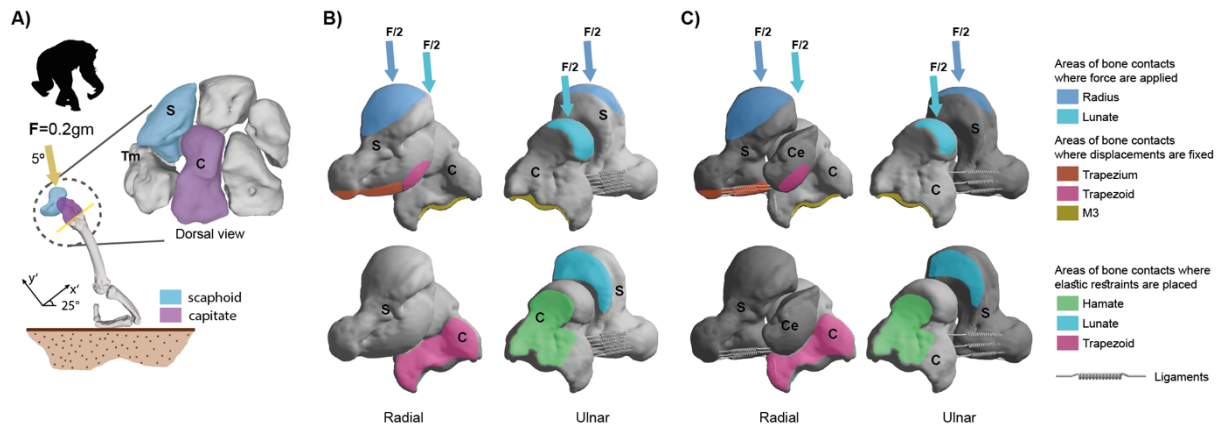 A)
S
F=0.2gm
5°
Tm
C
Dorsal view
y'
x'
25°
scaphoid
capitate
B)
F/2
F/2
F/2
F/2
S
C
S
C
S
C
S
C
Radial
Ulnar
C)
F/2
F/2
F/2
F/2
S
Ce
C
S
C
S
Ce
C
C
S
C
Radial
Ulnar
Areas of bone contacts
where force are applied
Radius
Lunate
Areas of bone contacts
where displacements are fixed
Trapezium
Trapezoid
M3
Areas of bone contacts where
elastic restraints are placed
Hamate
Lunate
Trapezoid
Ligaments